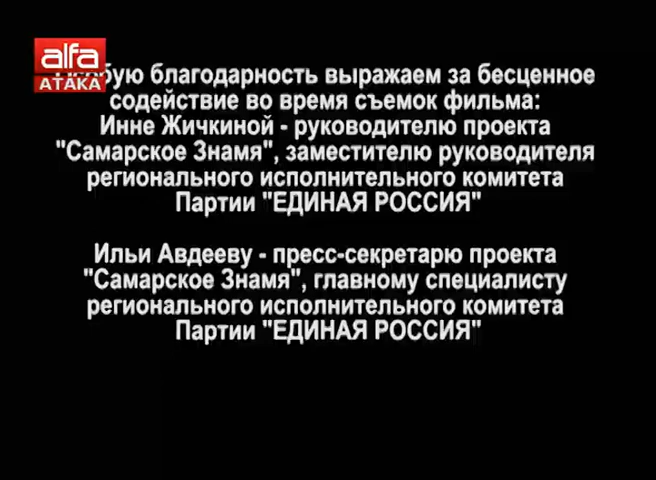 alfa
АТАКА
Особую благодарность выражаем за бесценное
содействие во время съемок фильма:
Инне Жичкиной - руководителю проекта
"Самарское Знамя", заместителю руководителя
регионального исполнительного комитета
Партии "ЕДИНАЯ РОССИЯ"
Ильи Авдееву - пресс-секретарю проекта
"Самарское Знамя", главному специалисту
регионального исполнительного комитета
Партии "ЕДИНАЯ РОССИЯ"